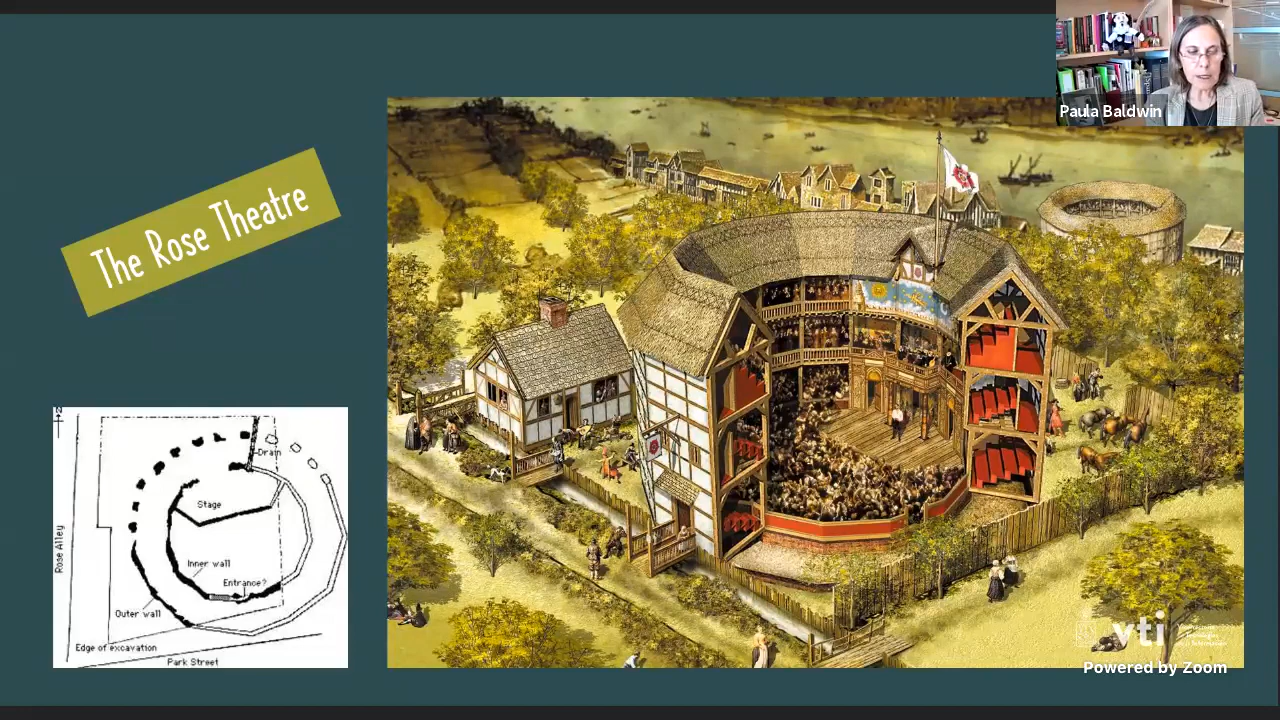 Paula Baldwin
The Rose Theatre
Drain
Stage
Rose Alley
Inner wall
Entrance?
Outer wall
Edge of excavation
Park Street
vti
Powered by Zoom